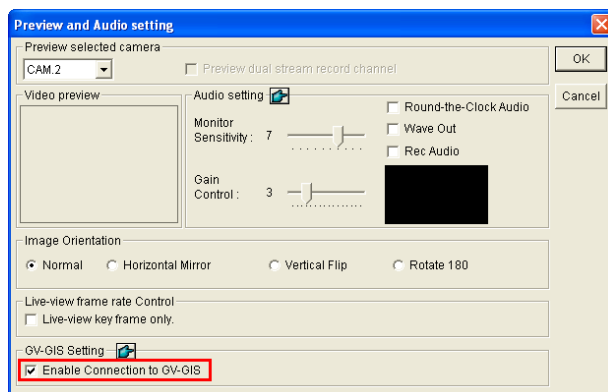 Preview and Audio setting
Preview selected camera
CAM.2
Preview dual stream record channel
OK
Cancel
Video preview
Audio setting
Monitor
Sensitivity : 7
Round-the-Clock Audio
Wave Out
Rec Audio
Gain
Control : 3
Image Orientation
Normal
Horizontal Mirror
Vertical Flip
Rotate 180
Live-view frame rate Control
Live-view key frame only.
GV-GIS Setting
Enable Connection to GV-GIS